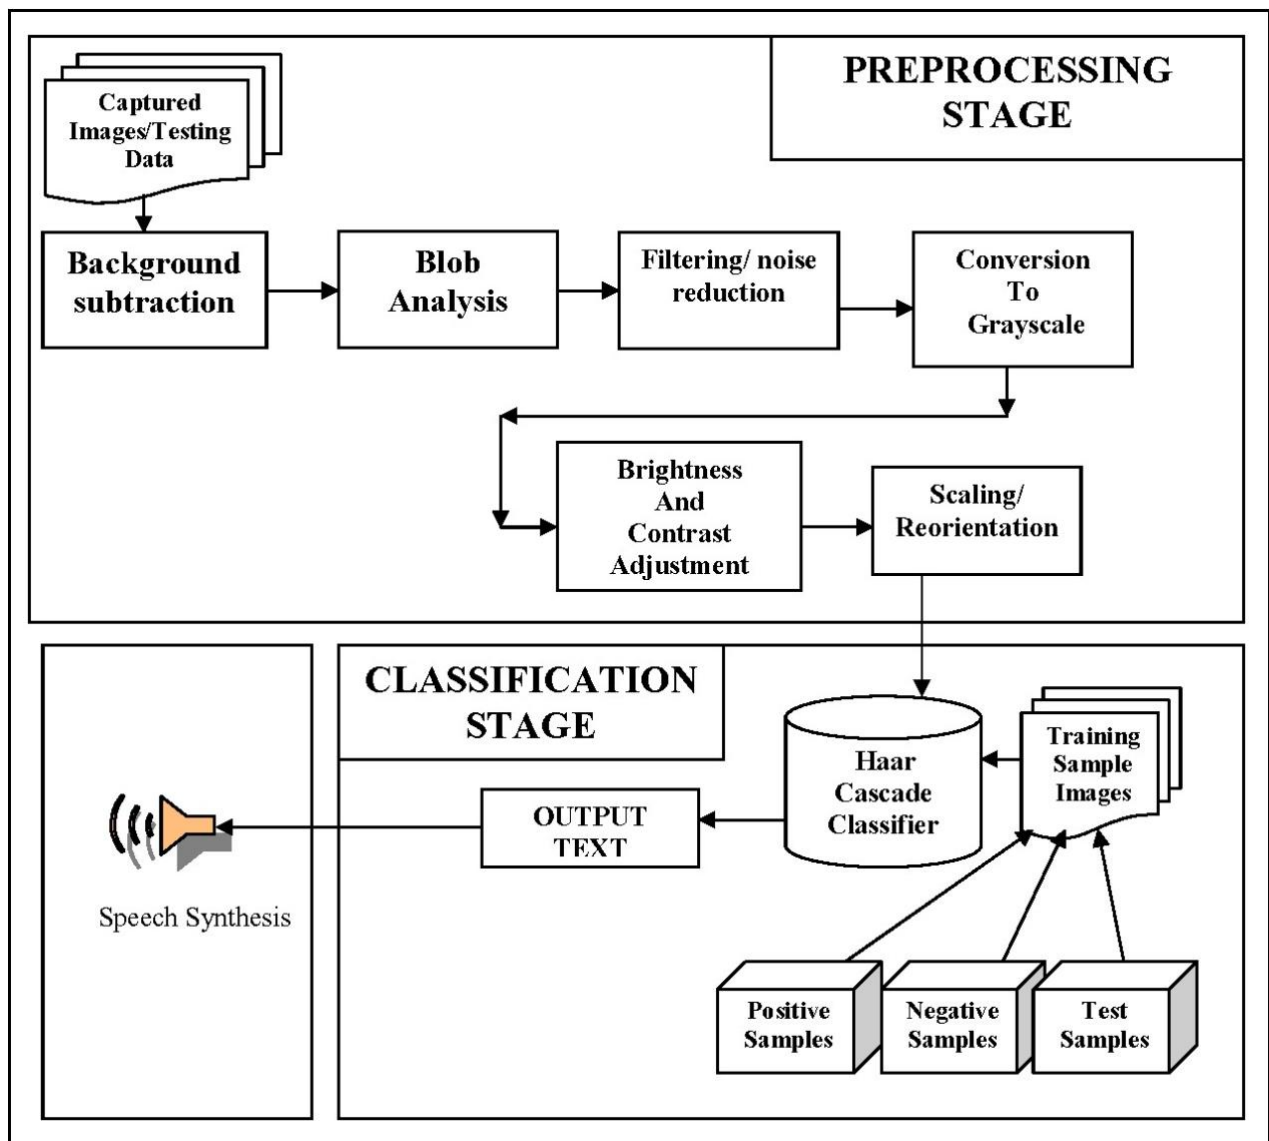 PREPROCESSING
STAGE
Captured
Images/Testing
Data
Background
subtraction
Blob
Analysis
Filtering/ noise
reduction
Conversion
To
Grayscale
Brightness
And
Contrast
Adjustment
Scaling/
Reorientation
CLASSIFICATION
STAGE
Haar
Cascade
Classifier
Training
Sample
Images
OUTPUT
TEXT
Speech Synthesis
Positive
Samples
Negative
Samples
Test
Samples